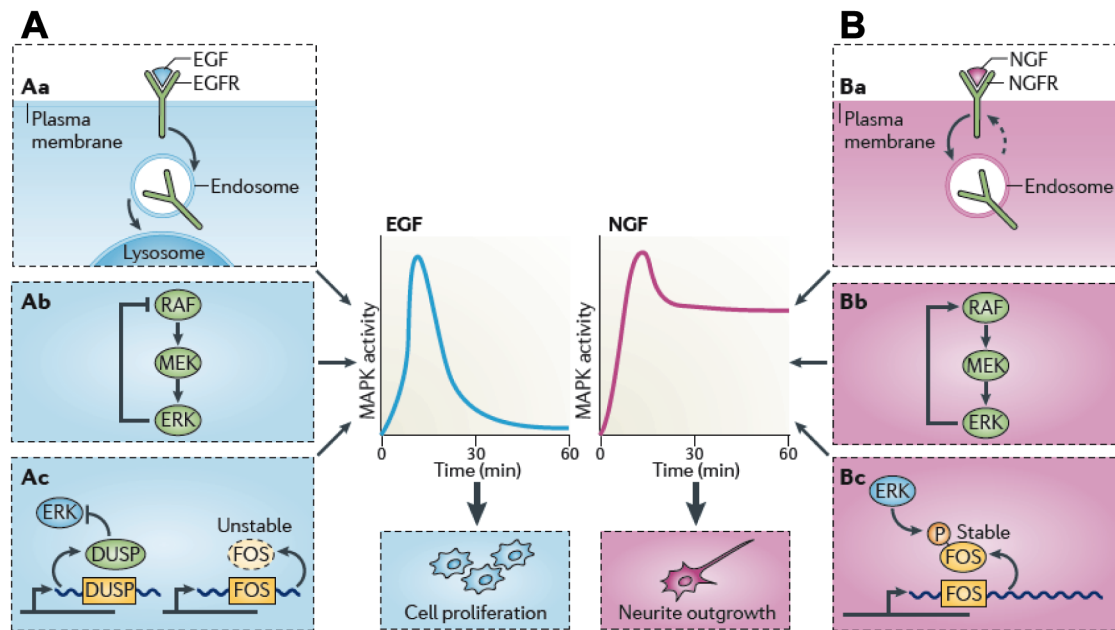 A
B
Aa
EGF
EGFR
Plasma
membrane
Endosome
Lysosome
Ab
RAF
MEK
ERK
Ac
ERK
DUSP
DUSP
Unstable
FOS
FOS
EGF
MAPK activity
0
30
60
Time (min)
Cell proliferation
NGF
MAPK activity
0
30
60
Time (min)
Neurite outgrowth
Ba
NGF
NGFR
Plasma
membrane
Endosome
Bb
RAF
MEK
ERK
Bc
ERK
P
Stable
FOS
FOS